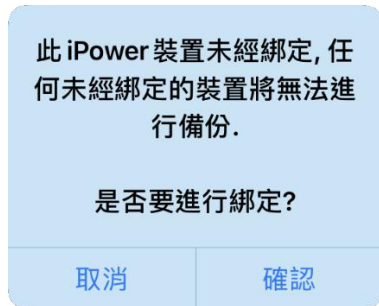 此 iPower 裝置未經綁定, 任
何未經綁定的裝置將無法進
行備份.
是否要進行綁定?
取消
確認